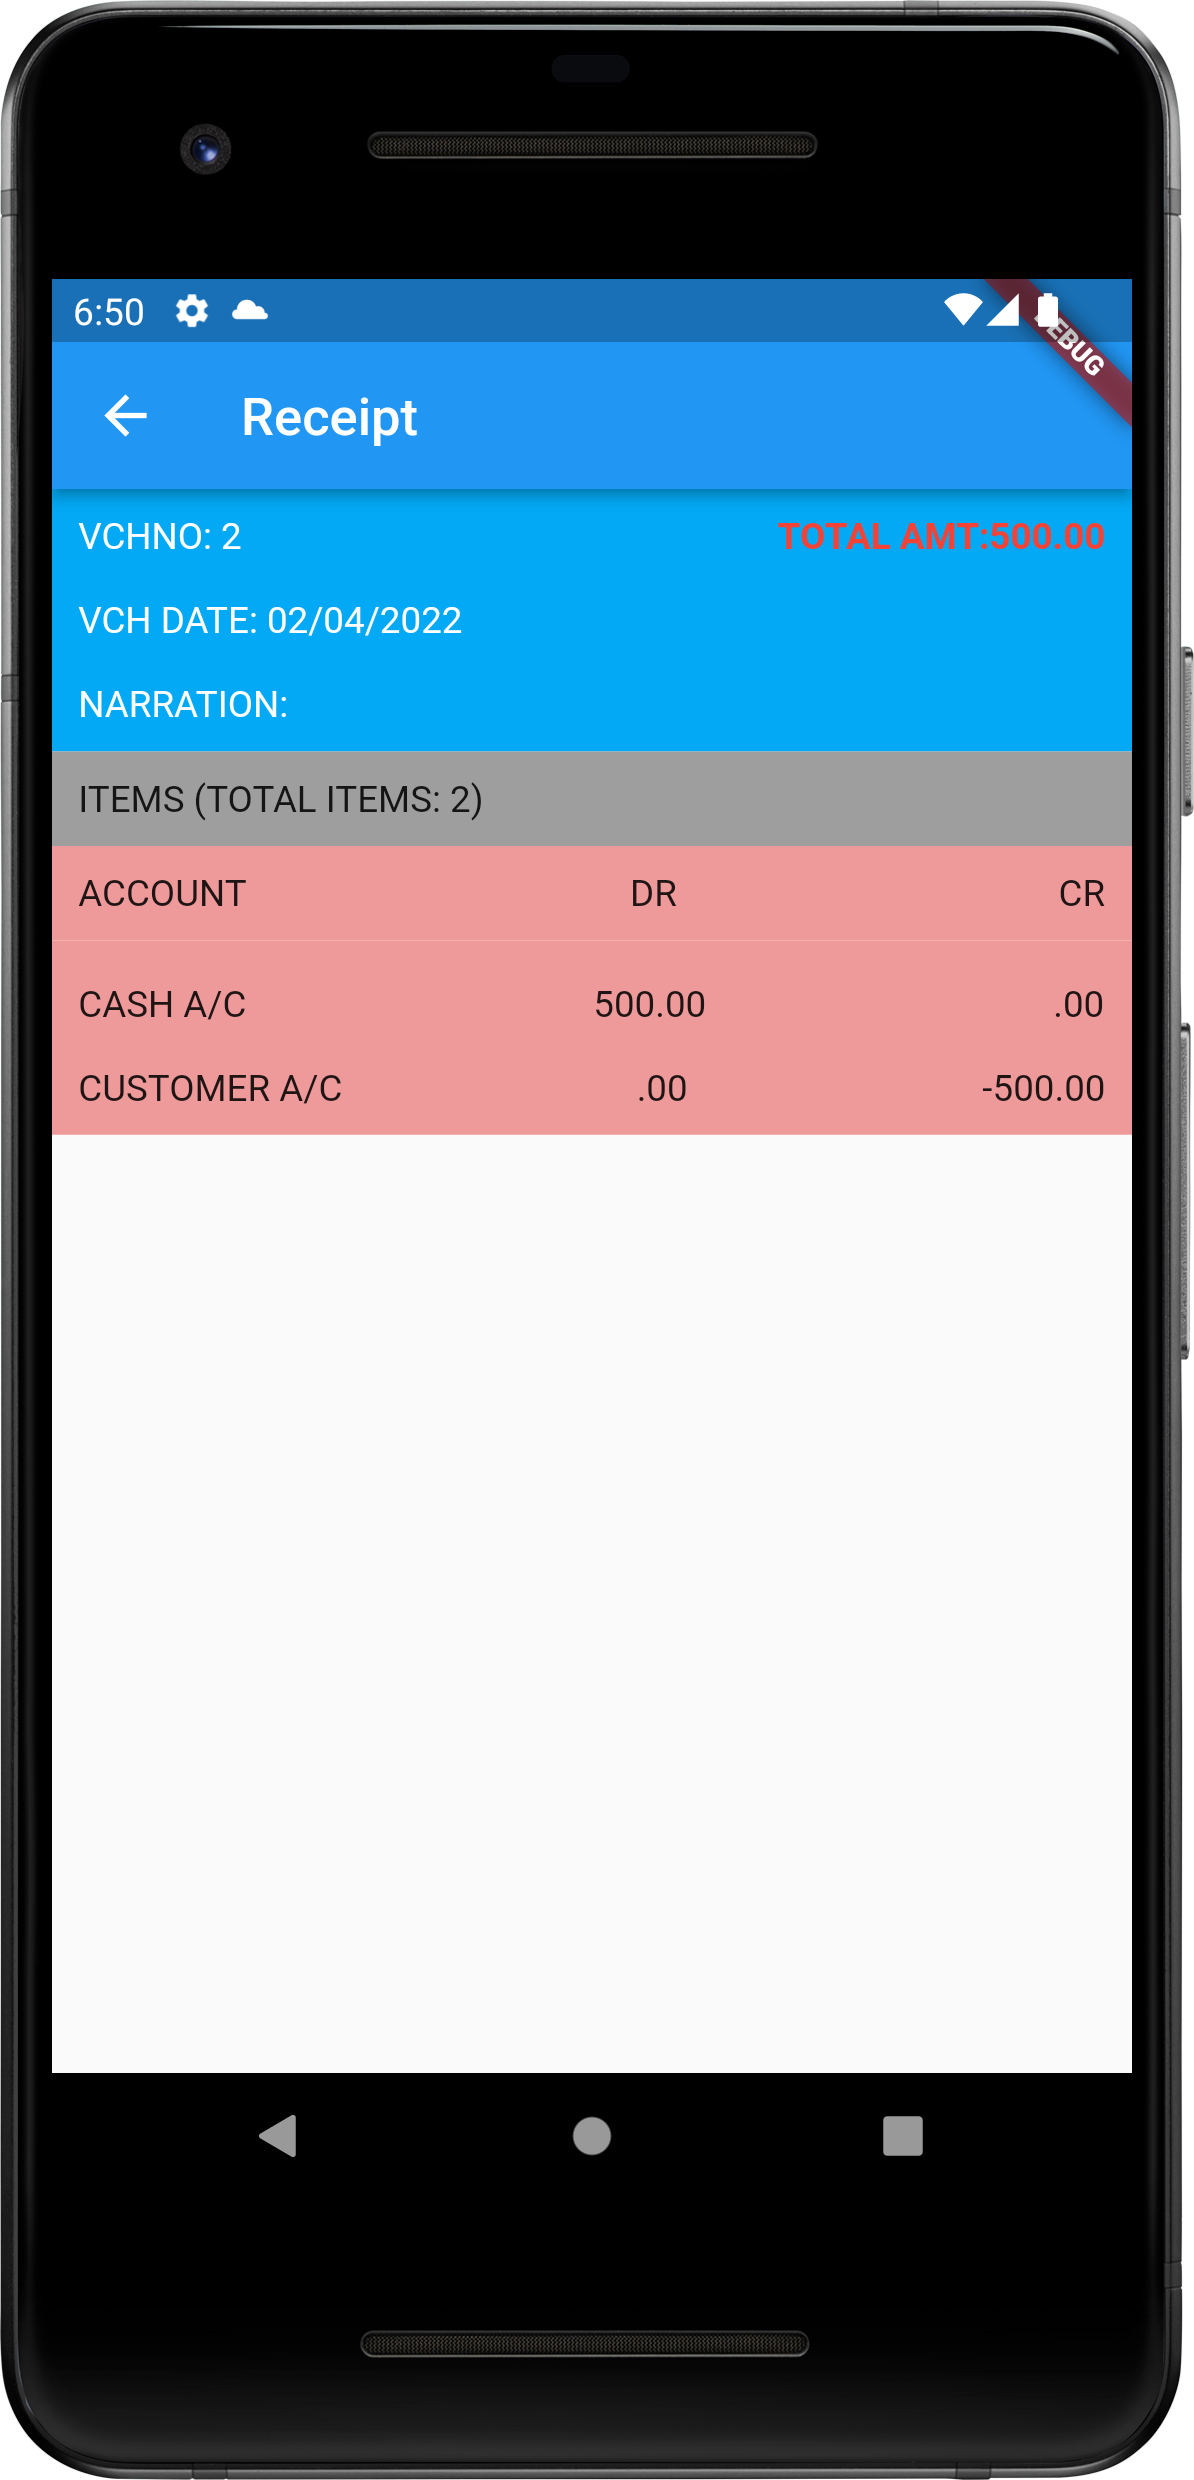 6:50
DEBUG
Receipt
VCHNO: 2 TOTAL AMT:500.00
VCH DATE: 02/04/2022
NARRATION:
ITEMS (TOTAL ITEMS: 2)
ACCOUNT DR CR
CASH A/C 500.00 .00
CUSTOMER A/C .00 -500.00